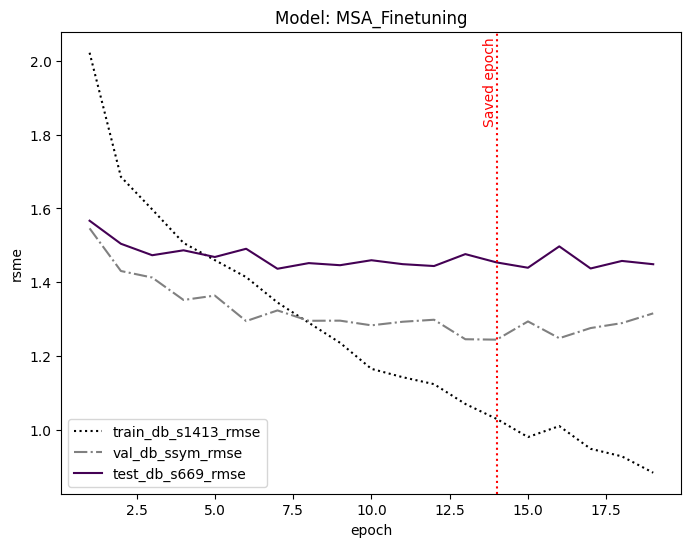 Model: MSA_Finetuning
2.0
1.8
1.6
1.4
1.2
1.0
rsme
Saved epoch
train_db_s1413_rmse
val_db_ssym_rmse
test_db_s669_rmse
2.5 5.0 7.5 10.0 12.5 15.0 17.5
epoch